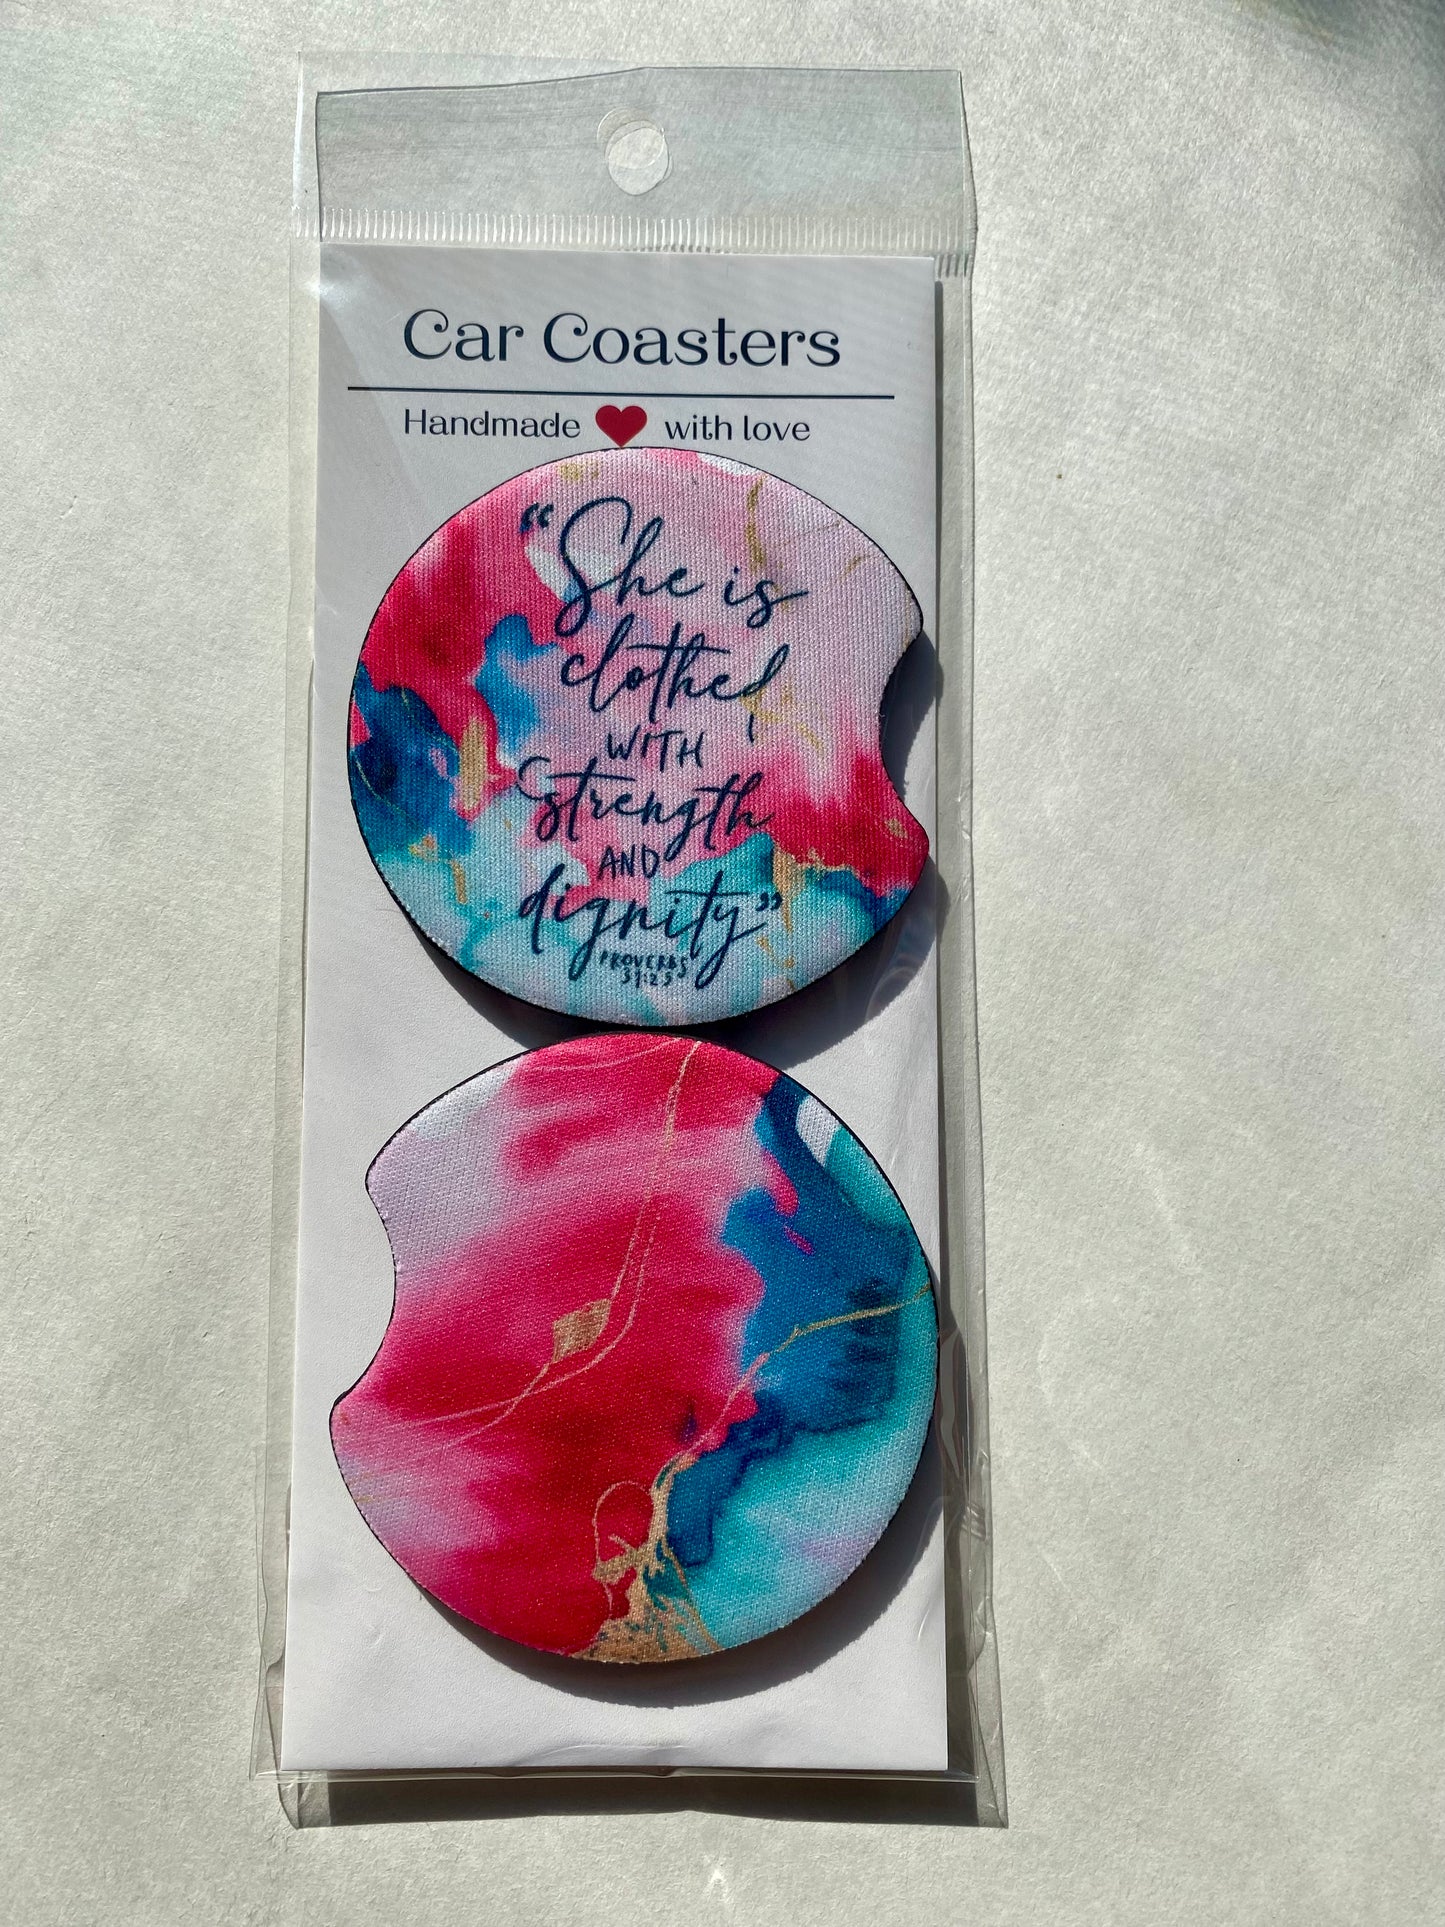 Car Coasters
Handmade with love
“She is
clothed
WITH
strength
AND
dignity”
PROVERBS
31:25